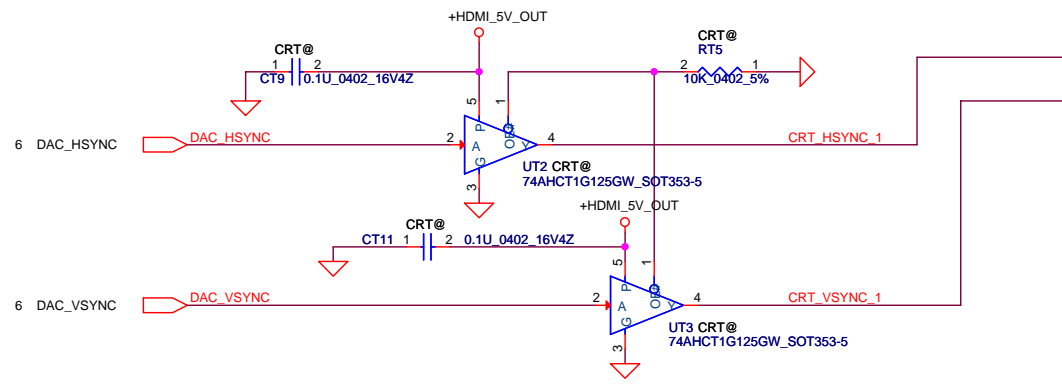 +HDMI_5V_OUT
CRT@
1 2
CT9 0.1U_0402_16V4Z
CRT@
RT5
2 1
10K_0402_5%
5 1
P OE#
6 DAC_HSYNC DAC_HSYNC 2 A Y 4 CRT_HSYNC_1
G
3
UT2 CRT@
74AHCT1G125GW_SOT353-5
+HDMI_5V_OUT
CRT@
CT11 1 2 0.1U_0402_16V4Z
5 1
P OE#
6 DAC_VSYNC DAC_VSYNC 2 A Y 4 CRT_VSYNC_1
G
3
UT3 CRT@
74AHCT1G125GW_SOT353-5